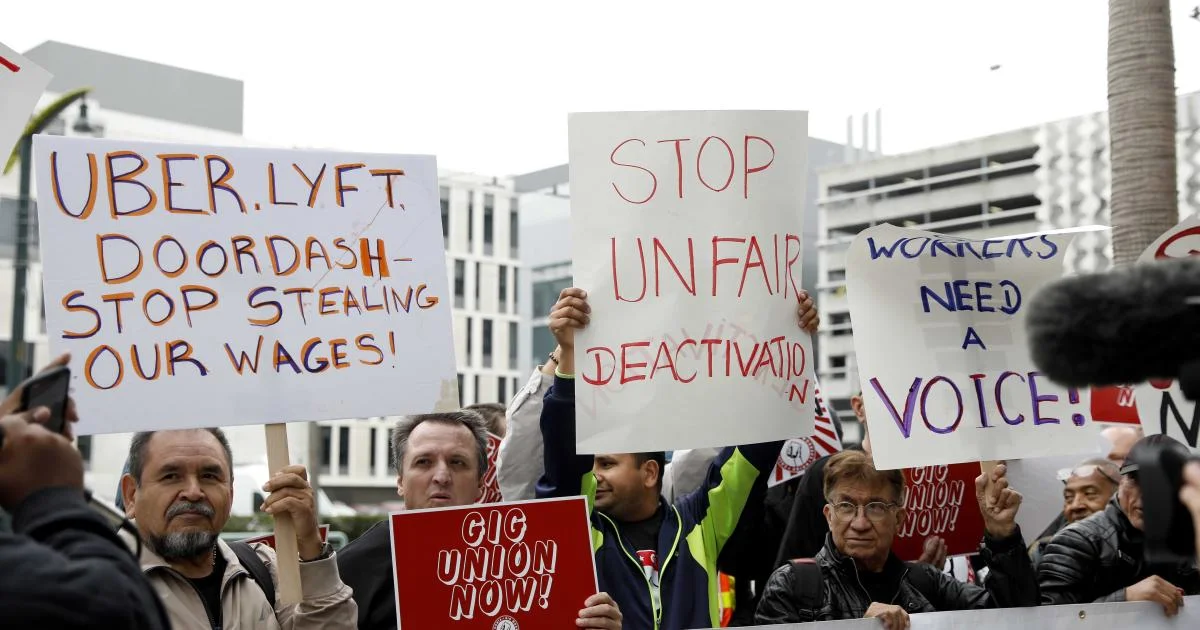 UBER. LYFT.
DOORDASH-
STOP STEALING
OUR WAGES!
STOP
UNFAIR
DEACTIVATION
WORKERS
NEED
A
VOICE!
GIG
UNION
NOW!
GIG
UNION
NOW!